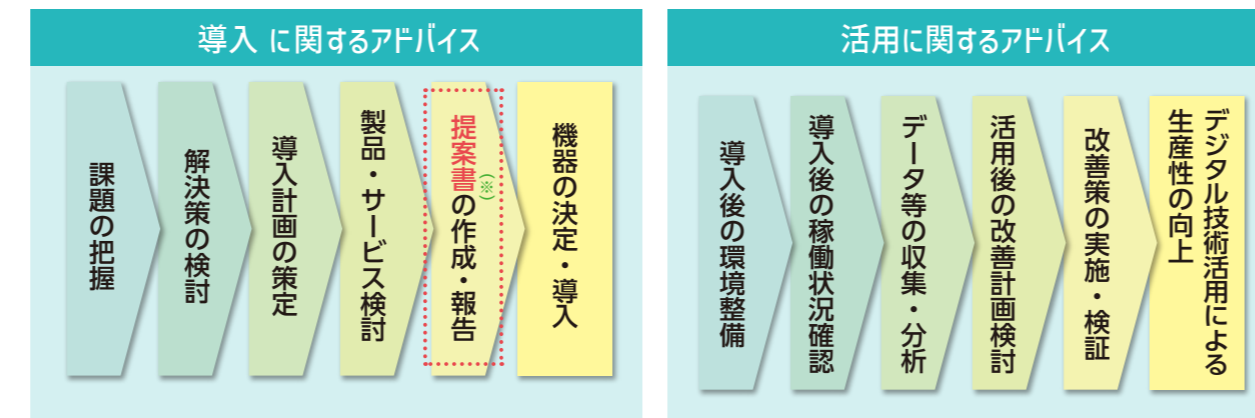 導入 に関するアドバイス
課題の把握
解決策の検討
導入計画の策定
製品・サービス検討
提案書(※)の作成・報告
機器の決定・導入
活用に関するアドバイス
導入後の環境整備
導入後の稼働状況確認
データ等の収集・分析
活用後の改善計画検討
改善策の実施・検証
デジタル技術活用による
生産性の向上